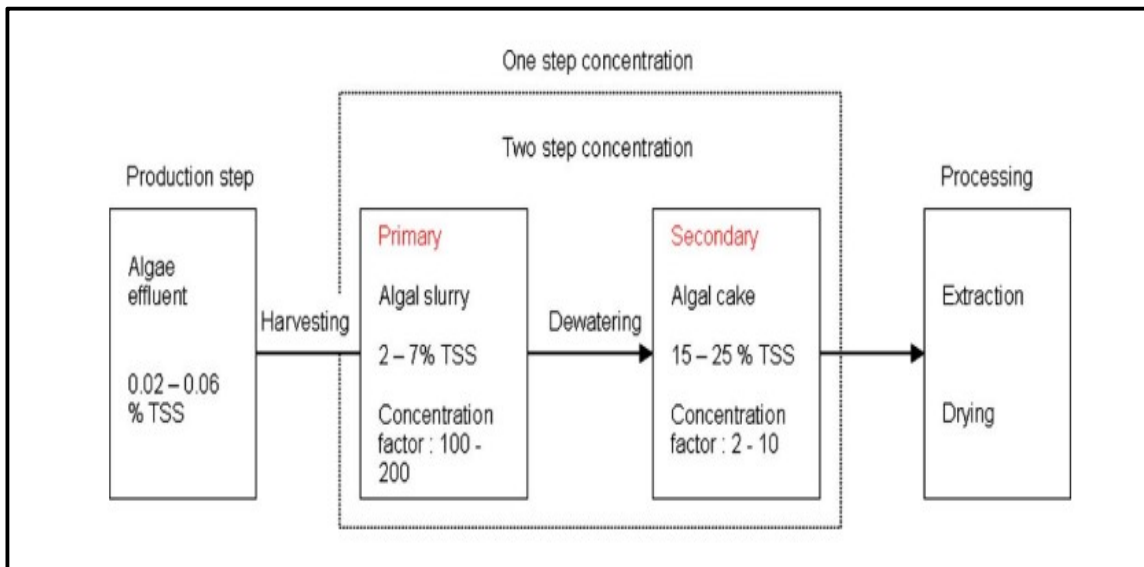 One step concentration
Two step concentration
Production step
Processing
Algae
effluent
0.02 – 0.06
% TSS
Harvesting
Primary
Algal slurry
2 – 7% TSS
Concentration
factor : 100 -
200
Dewatering
Secondary
Algal cake
15 – 25 % TSS
Concentration
factor : 2 - 10
Extraction
Drying